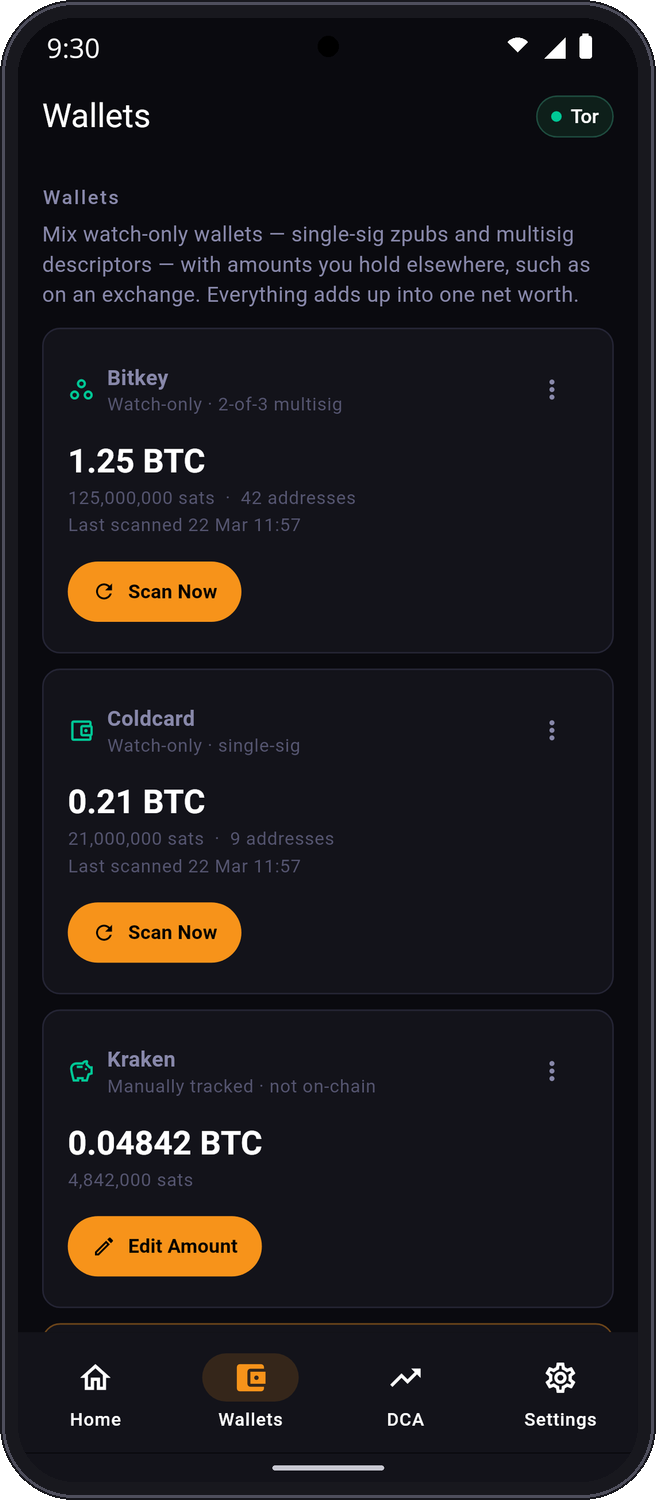 9:30
Wallets
Tor
Wallets
Mix watch-only wallets — single-sig zpubs and multisig
descriptors — with amounts you hold elsewhere, such as
on an exchange. Everything adds up into one net worth.
Bitkey
Watch-only · 2-of-3 multisig
1.25 BTC
125,000,000 sats · 42 addresses
Last scanned 22 Mar 11:57
Scan Now
Coldcard
Watch-only · single-sig
0.21 BTC
21,000,000 sats · 9 addresses
Last scanned 22 Mar 11:57
Scan Now
Kraken
Manually tracked · not on-chain
0.04842 BTC
4,842,000 sats
Edit Amount
Home Wallets DCA Settings